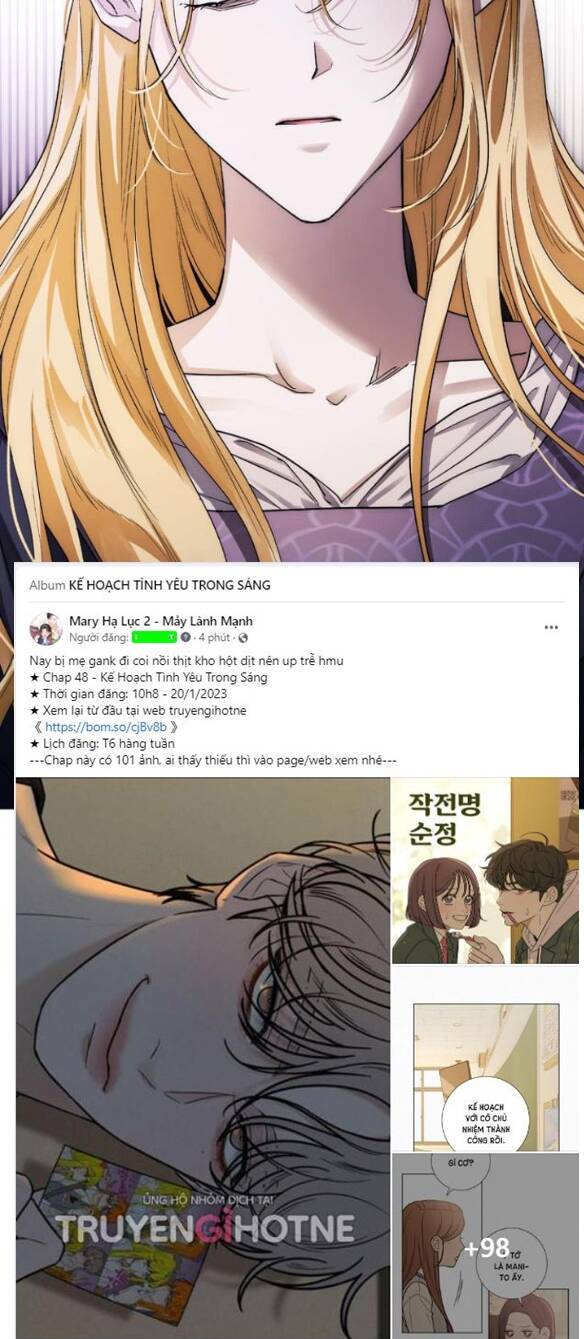 Album KẾ HOẠCH TÌNH YÊU TRONG SÁNG
Mary Hạ Lục 2 - Mảy Lành Mạnh
Người đăng: · 4 phút ·
Nay bị mẹ gank đi coi nồi thịt kho hột dịt nên up trễ hmu
★ Chap 48 - Kế Hoạch Tình Yêu Trong Sáng
★ Thời gian đăng: 10h8 - 20/1/2023
★ Xem lại từ đầu tại web truyengihotne
《 https://bom.so/cjBv8b 》
★ Lịch đăng: T6 hàng tuần
---Chap này có 101 ảnh, ai thấy thiếu thì vào page/web xem nhé---
작전명
순정
KẾ HOẠCH
VỚI CÔ CHỦ
NHIỆM THÀNH
CÔNG RỒI.
GÌ CƠ?
+98
TỚ
LÀ MANI-
TO ẤY.
ỦNG HỘ NHÓM DỊCH TẠI
TRUYENGIHOTNE